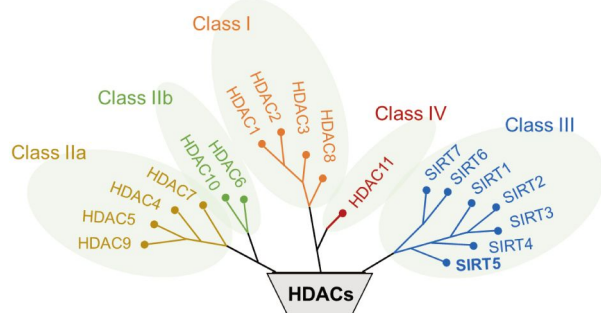 Class I
Class IIb
Class IV
Class III
Class IIa
HDAC9
HDAC5
HDAC4
HDAC7
HDAC10
HDAC6
HDAC1
HDAC2
HDAC3
HDAC8
HDAC11
SIRT7
SIRT6
SIRT1
SIRT2
SIRT3
SIRT4
SIRT5
HDACs